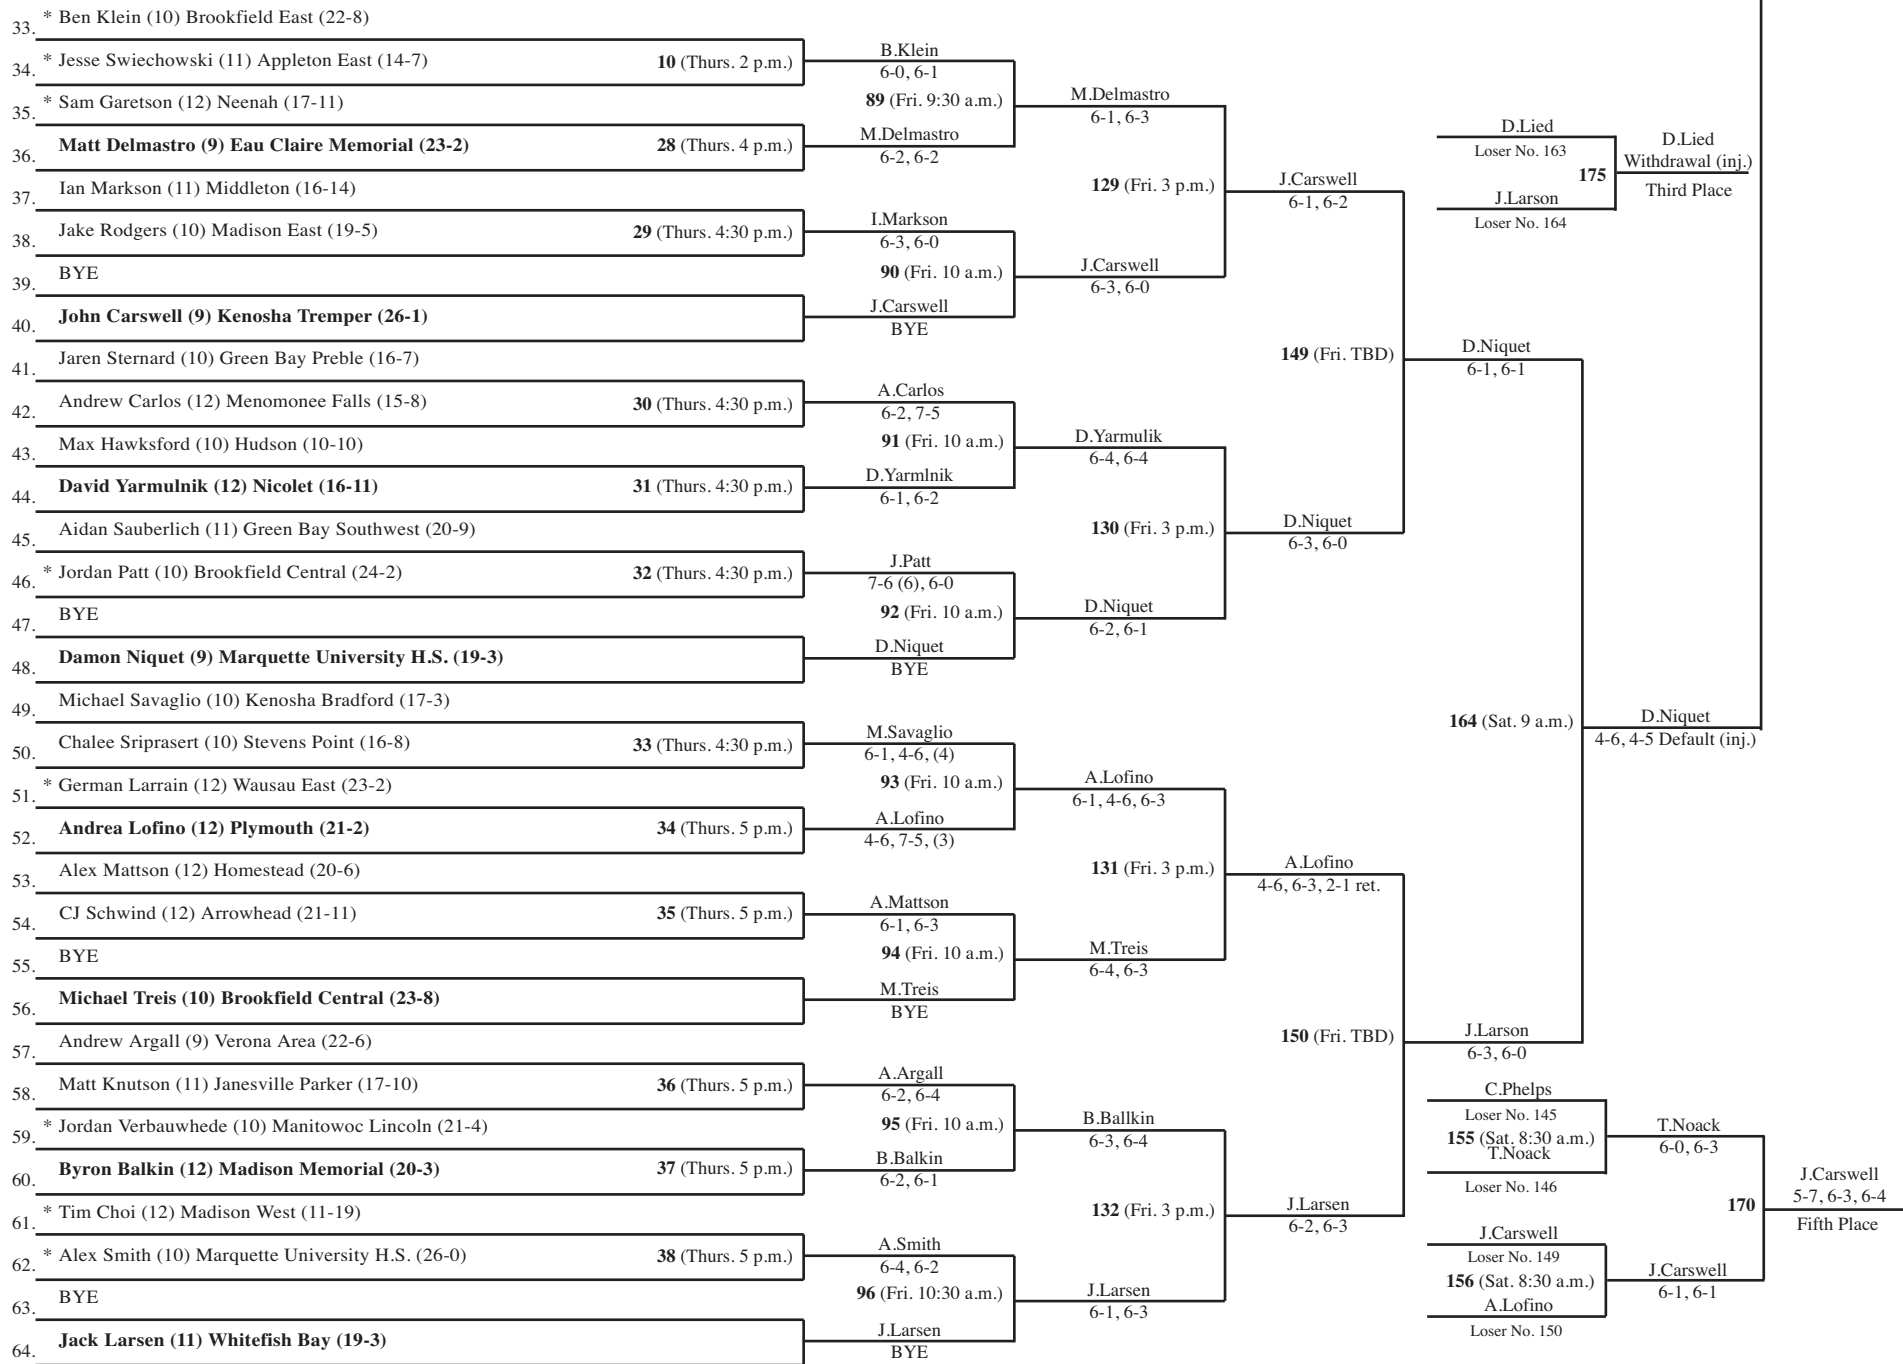 33. * Ben Klein (10) Brookfield East (22-8)
34. * Jesse Swiechowski (11) Appleton East (14-7) 10 (Thurs. 2 p.m.)
35. * Sam Garetson (12) Neenah (17-11)
36. Matt Delmastro (9) Eau Claire Memorial (23-2) 28 (Thurs. 4 p.m.)
37. Ian Markson (11) Middleton (16-14)
38. Jake Rodgers (10) Madison East (19-5) 29 (Thurs. 4:30 p.m.)
39. BYE
40. John Carswell (9) Kenosha Tremper (26-1)
41. Jaren Sternard (10) Green Bay Preble (16-7)
42. Andrew Carlos (12) Menomonee Falls (15-8) 30 (Thurs. 4:30 p.m.)
43. Max Hawksford (10) Hudson (10-10)
44. David Yarmulnik (12) Nicolet (16-11) 31 (Thurs. 4:30 p.m.)
45. Aidan Sauberlich (11) Green Bay Southwest (20-9)
46. * Jordan Patt (10) Brookfield Central (24-2) 32 (Thurs. 4:30 p.m.)
47. BYE
48. Damon Niquet (9) Marquette University H.S. (19-3)
49. Michael Savaglio (10) Kenosha Bradford (17-3)
50. Chalee Sriprasert (10) Stevens Point (16-8) 33 (Thurs. 4:30 p.m.)
51. * German Larrain (12) Wausau East (23-2)
52. Andrea Lofino (12) Plymouth (21-2) 34 (Thurs. 5 p.m.)
53. Alex Mattson (12) Homestead (20-6)
54. CJ Schwind (12) Arrowhead (21-11) 35 (Thurs. 5 p.m.)
55. BYE
56. Michael Treis (10) Brookfield Central (23-8)
57. Andrew Argall (9) Verona Area (22-6)
58. Matt Knutson (11) Janesville Parker (17-10) 36 (Thurs. 5 p.m.)
59. * Jordan Verbauwhede (10) Manitowoc Lincoln (21-4)
60. Byron Balkin (12) Madison Memorial (20-3) 37 (Thurs. 5 p.m.)
61. * Tim Choi (12) Madison West (11-19)
62. * Alex Smith (10) Marquette University H.S. (26-0) 38 (Thurs. 5 p.m.)
63. BYE
64. Jack Larsen (11) Whitefish Bay (19-3)
B.Klein
6-0, 6-1
89 (Fri. 9:30 a.m.)
M.Delmastro
6-2, 6-2
I.Markson
6-3, 6-0
90 (Fri. 10 a.m.)
J.Carswell
BYE
A.Carlos
6-2, 7-5
91 (Fri. 10 a.m.)
D.Yarmlnik
6-1, 6-2
J.Patt
7-6 (6), 6-0
92 (Fri. 10 a.m.)
D.Niquet
BYE
M.Savaglio
6-1, 4-6, (4)
93 (Fri. 10 a.m.)
A.Lofino
4-6, 7-5, (3)
A.Mattson
6-1, 6-3
94 (Fri. 10 a.m.)
M.Treis
BYE
A.Argall
6-2, 6-4
95 (Fri. 10 a.m.)
B.Balkin
6-2, 6-1
A.Smith
6-4, 6-2
96 (Fri. 10:30 a.m.)
J.Larsen
BYE
M.Delmastro
6-1, 6-3
129 (Fri. 3 p.m.)
J.Carswell
6-3, 6-0
D.Yarmulik
6-4, 6-4
130 (Fri. 3 p.m.)
D.Niquet
6-2, 6-1
A.Lofino
6-1, 4-6, 6-3
131 (Fri. 3 p.m.)
M.Treis
6-4, 6-3
B.Ballkin
6-3, 6-4
132 (Fri. 3 p.m.)
J.Larsen
6-1, 6-3
J.Carswell
6-1, 6-2
149 (Fri. TBD)
D.Niquet
6-3, 6-0
A.Lofino
4-6, 6-3, 2-1 ret.
150 (Fri. TBD)
J.Larsen
6-2, 6-3
D.Niquet
6-1, 6-1
164 (Sat. 9 a.m.)
J.Larson
6-3, 6-0
D.Niquet
4-6, 4-5 Default (inj.)
D.Lied
Loser No. 163
175
J.Larson
Loser No. 164
D.Lied
Withdrawal (inj.)
Third Place
C.Phelps
Loser No. 145
155 (Sat. 8:30 a.m.)
T.Noack
Loser No. 146
T.Noack
6-0, 6-3
170
J.Carswell
Loser No. 149
156 (Sat. 8:30 a.m.)
A.Lofino
Loser No. 150
J.Carswell
6-1, 6-1
J.Carswell
5-7, 6-3, 6-4
Fifth Place